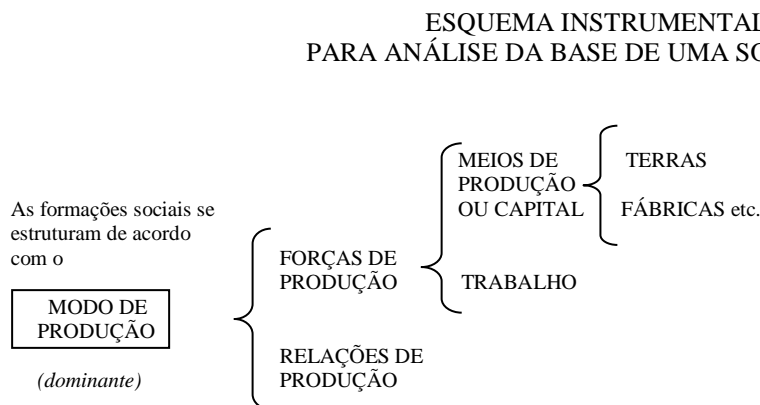 ESQUEMA INSTRUMENTAL
PARA ANÁLISE DA BASE DE UMA
As formações sociais se
estruturam de acordo
com o
MODO DE
PRODUÇÃO
(dominante)
FORÇAS DE
PRODUÇÃO
RELAÇÕES DE
PRODUÇÃO
MEIOS DE
PRODUÇÃO
OU CAPITAL
TRABALHO
TERRAS
FÁBRICAS etc.